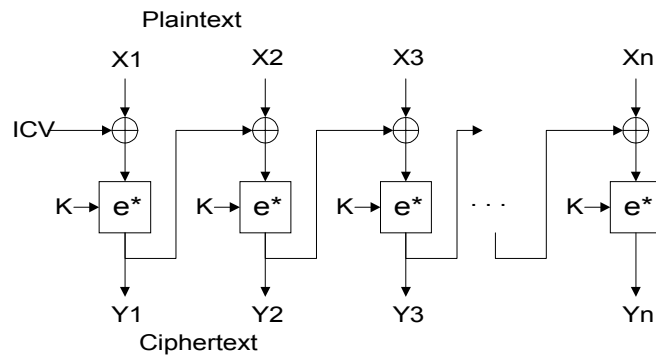 Plaintext
X1 X2 X3 Xn
ICV
K e* K e* K e* . . . K e*
Y1 Y2 Y3 Yn
Ciphertext